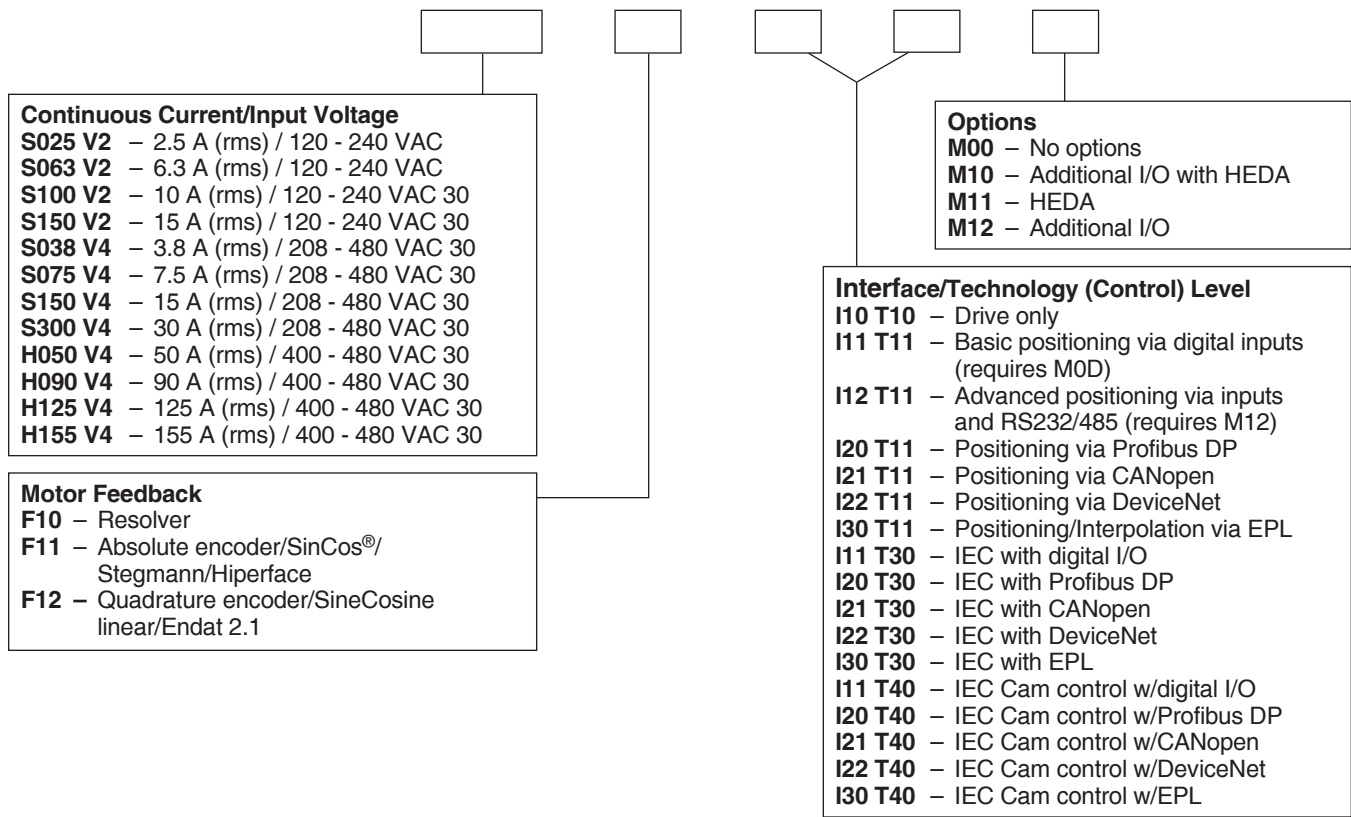 Continuous Current/Input Voltage
S025 V2 – 2.5 A (rms) / 120 - 240 VAC
S063 V2 – 6.3 A (rms) / 120 - 240 VAC
S100 V2 – 10 A (rms) / 120 - 240 VAC 30
S150 V2 – 15 A (rms) / 120 - 240 VAC 30
S038 V4 – 3.8 A (rms) / 208 - 480 VAC 30
S075 V4 – 7.5 A (rms) / 208 - 480 VAC 30
S150 V4 – 15 A (rms) / 208 - 480 VAC 30
S300 V4 – 30 A (rms) / 208 - 480 VAC 30
H050 V4 – 50 A (rms) / 400 - 480 VAC 30
H090 V4 – 90 A (rms) / 400 - 480 VAC 30
H125 V4 – 125 A (rms) / 400 - 480 VAC 30
H155 V4 – 155 A (rms) / 400 - 480 VAC 30
Motor Feedback
F10 – Resolver
F11 – Absolute encoder/SinCos®/
Stegmann/Hiperface
F12 – Quadrature encoder/SineCosine
linear/Endat 2.1
Options
M00 – No options
M10 – Additional I/O with HEDA
M11 – HEDA
M12 – Additional I/O
Interface/Technology (Control) Level
I10 T10 – Drive only
I11 T11 – Basic positioning via digital inputs
(requires M0D)
I12 T11 – Advanced positioning via inputs
and RS232/485 (requires M12)
I20 T11 – Positioning via Profibus DP
I21 T11 – Positioning via CANopen
I22 T11 – Positioning via DeviceNet
I30 T11 – Positioning/Interpolation via EPL
I11 T30 – IEC with digital I/O
I20 T30 – IEC with Profibus DP
I21 T30 – IEC with CANopen
I22 T30 – IEC with DeviceNet
I30 T30 – IEC with EPL
I11 T40 – IEC Cam control w/digital I/O
I20 T40 – IEC Cam control w/Profibus DP
I21 T40 – IEC Cam control w/CANopen
I22 T40 – IEC Cam control w/DeviceNet
I30 T40 – IEC Cam control w/EPL